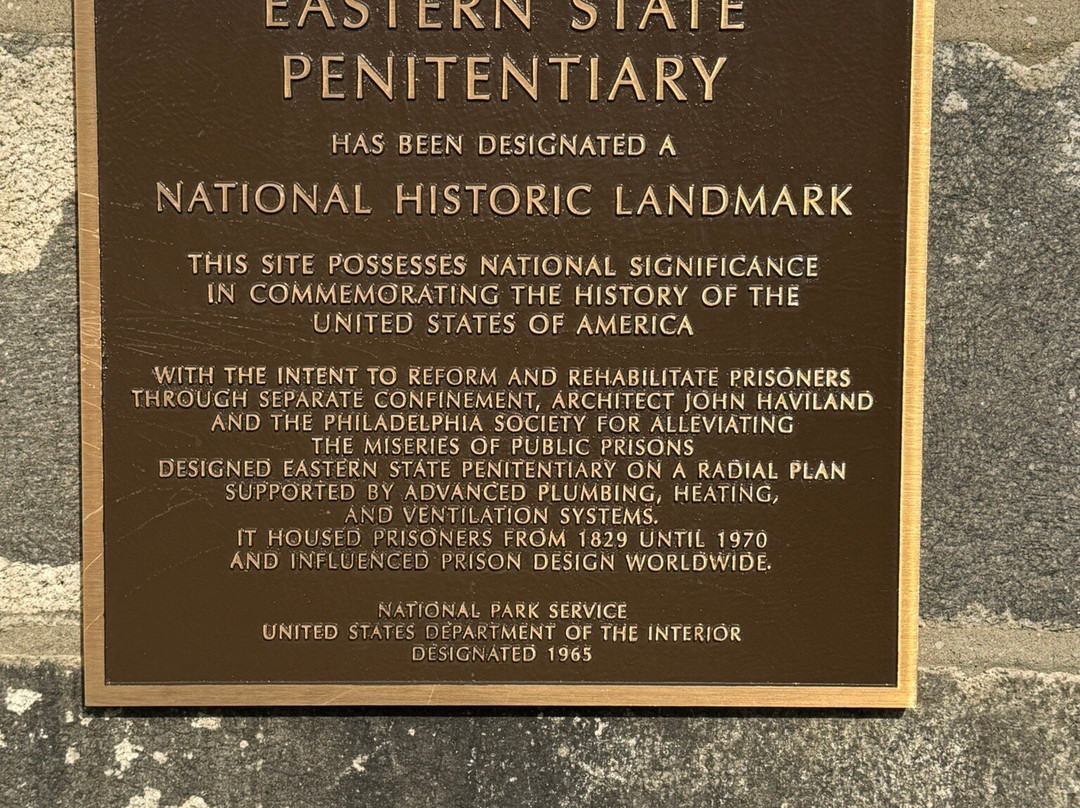 EASTERN STATE
PENITENTIARY
HAS BEEN DESIGNATED A
NATIONAL HISTORIC LANDMARK
THIS SITE POSSESSES NATIONAL SIGNIFICANCE
IN COMMEMORATING THE HISTORY OF THE
UNITED STATES OF AMERICA
WITH THE INTENT TO REFORM AND REHABILITATE PRISONERS
THROUGH SEPARATE CONFINEMENT, ARCHITECT JOHN HAVILAND
AND THE PHILADELPHIA SOCIETY FOR ALLEVIATING
THE MISERIES OF PUBLIC PRISONS
DESIGNED EASTERN STATE PENITENTIARY ON A RADIAL PLAN
SUPPORTED BY ADVANCED PLUMBING, HEATING,
AND VENTILATION SYSTEMS.
IT HOUSED PRISONERS FROM 1829 UNTIL 1970
AND INFLUENCED PRISON DESIGN WORLDWIDE.
NATIONAL PARK SERVICE
UNITED STATES DEPARTMENT OF THE INTERIOR
DESIGNATED 1965